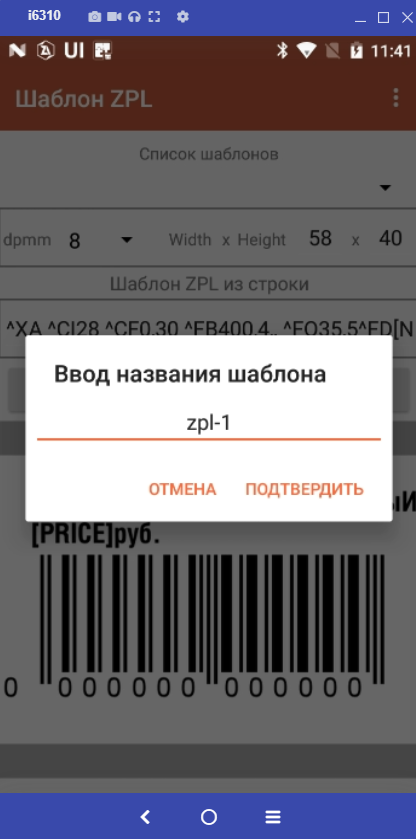 i6310
UI 11:41
Шаблон ZPL
Список шаблонов
dpmm 8 Width x Height 58 x 40
Шаблон ZPL из строки
^XA ^CI28 ^CF0,30 ^FB400,4,, ^FO35,5^FD[N
Ввод названия шаблона
zpl-1
ОТМЕНА ПОДТВЕРДИТЬ
[PRICE]руб.
0 000000 000000